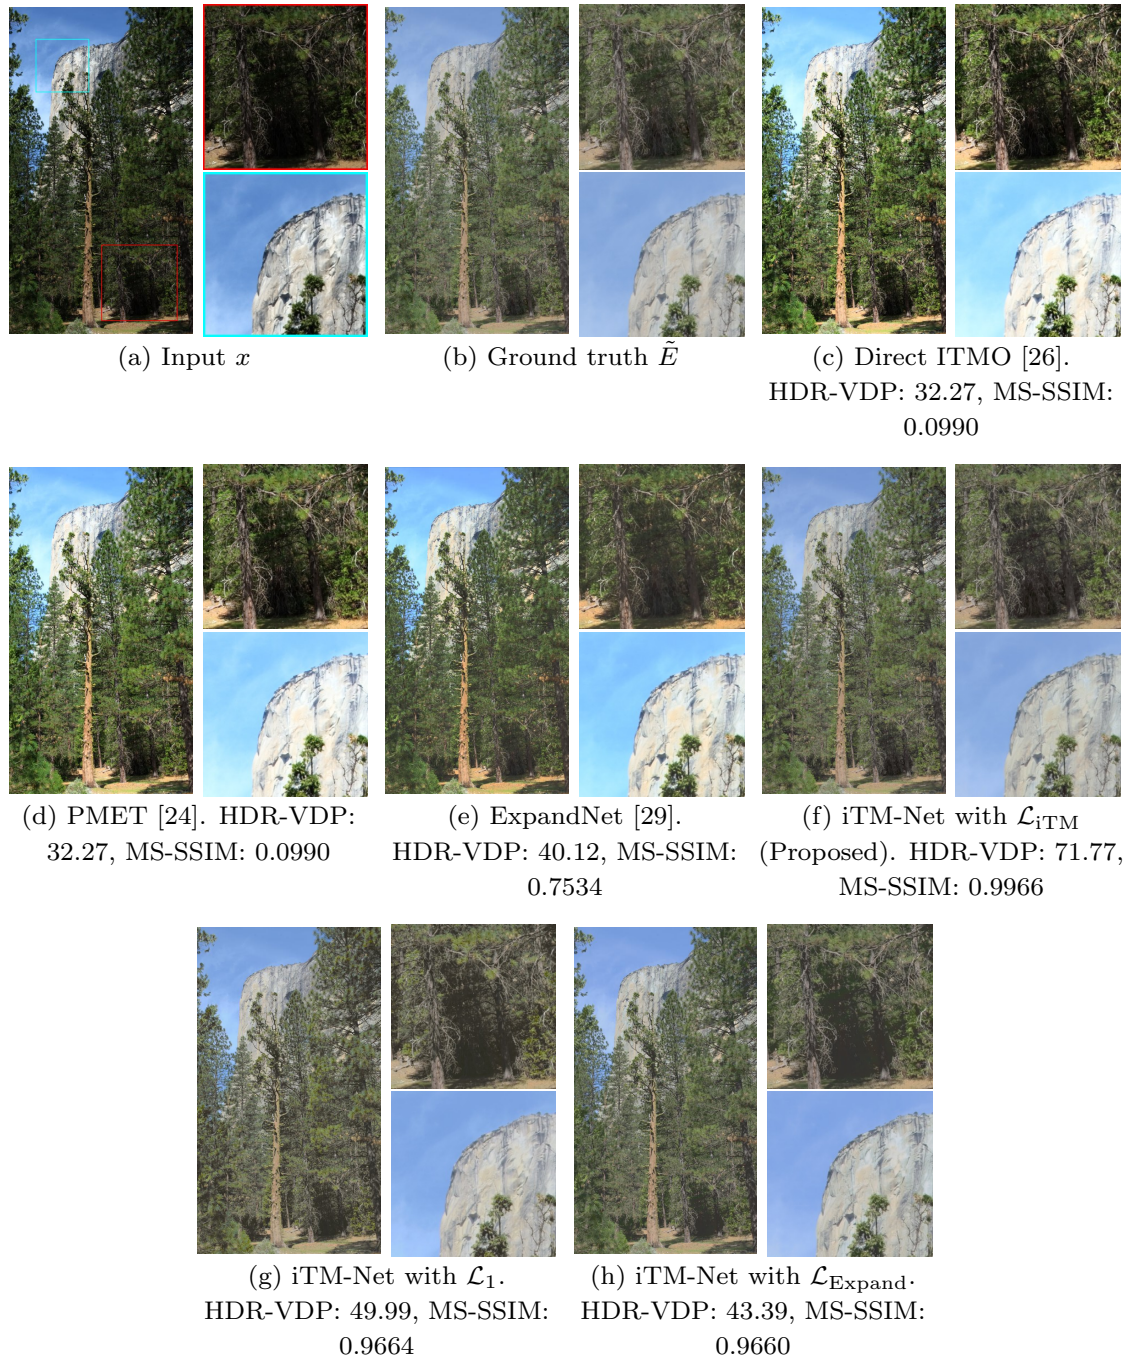 (a) Input x
(b) Ground truth Ẽ
(c) Direct ITMO [26].
HDR-VDP: 32.27, MS-SSIM:
0.0990
(d) PMET [24]. HDR-VDP:
32.27, MS-SSIM: 0.0990
(e) ExpandNet [29].
HDR-VDP: 40.12, MS-SSIM:
0.7534
(f) iTM-Net with ℒ_iTM
(Proposed). HDR-VDP: 71.77,
MS-SSIM: 0.9966
(g) iTM-Net with ℒ_1.
HDR-VDP: 49.99, MS-SSIM:
0.9664
(h) iTM-Net with ℒ_Expand.
HDR-VDP: 43.39, MS-SSIM:
0.9660